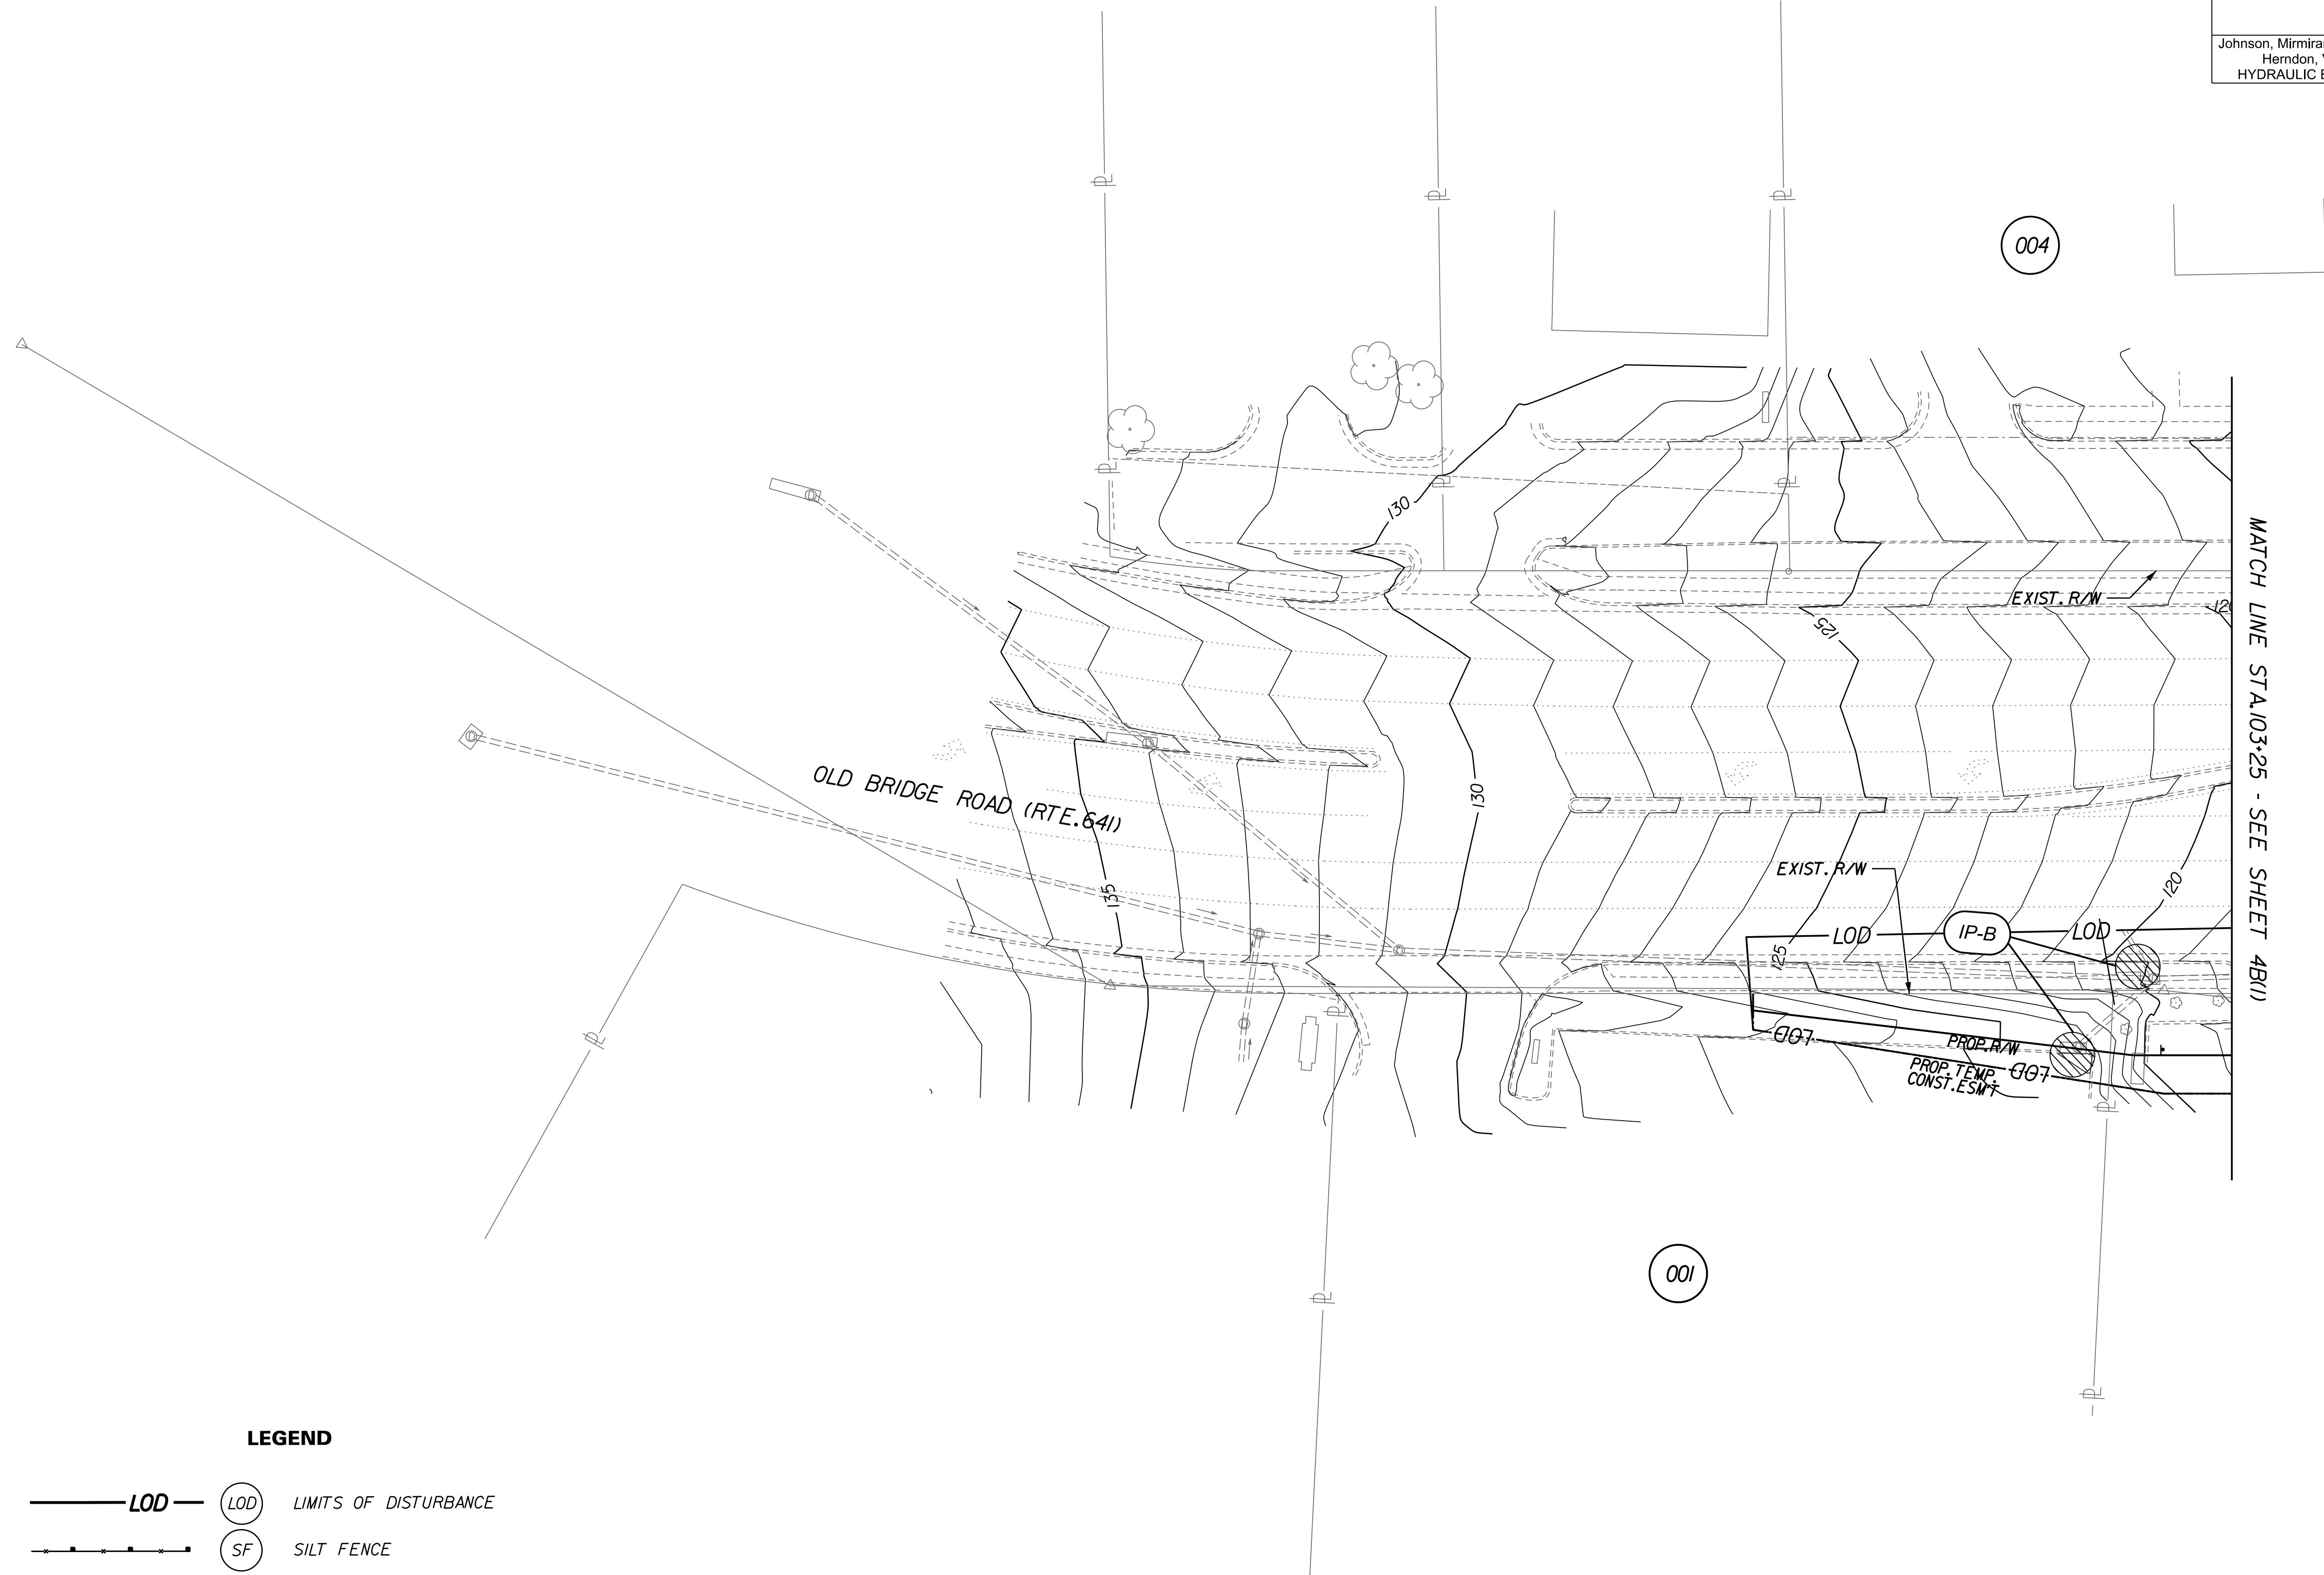 Johnson, Mirmira
Herndon,
HYDRAULIC
004
130
EXIST. R/W
120
125
MATCH LINE STA. 103+25 - SEE SHEET 4B(1)
OLD BRIDGE ROAD (RTE. 641)
130
EXIST. R/W
135
120
LOD
IP-B
LOD
125
LOD
PROP. R/W
PROP. TEMP.
CONST. ESM'T
LOD
001
LEGEND
LOD
LOD
LIMITS OF DISTURBANCE
SF
SILT FENCE